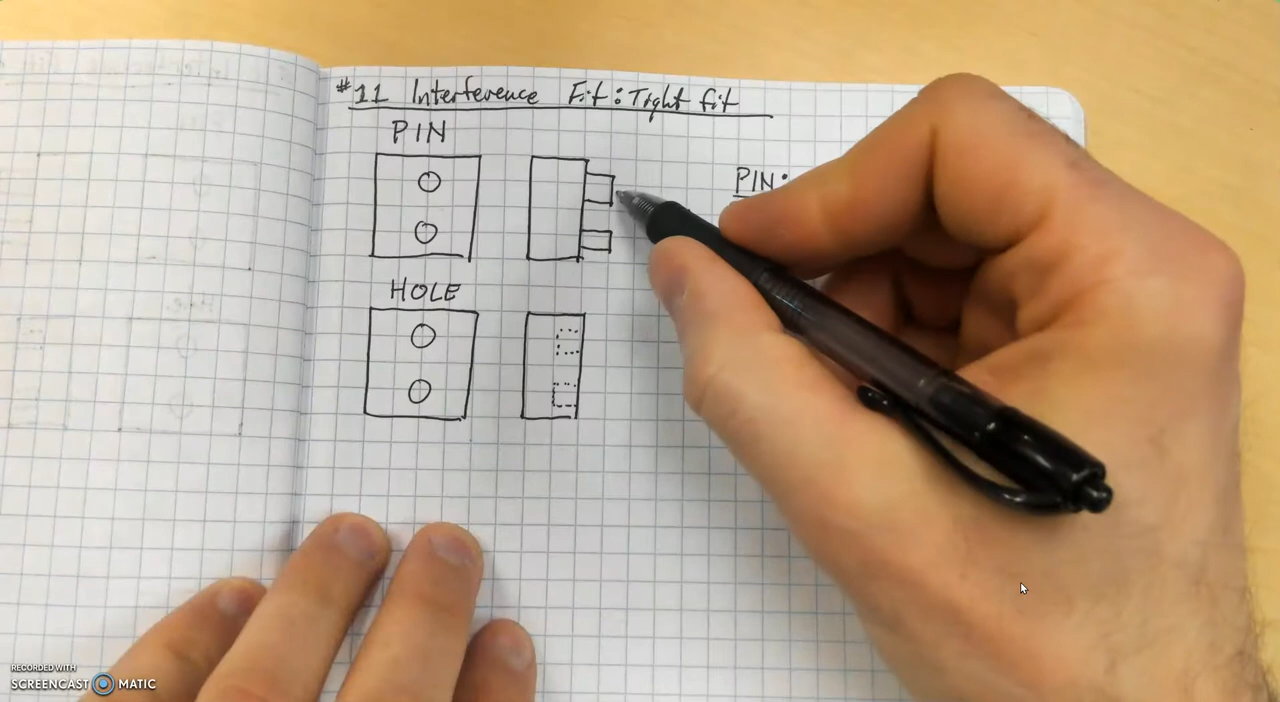 #11 Interference Fit: Tight fit
PIN
PIN:
HOLE
RECORDED WITH
SCREENCAST MATIC